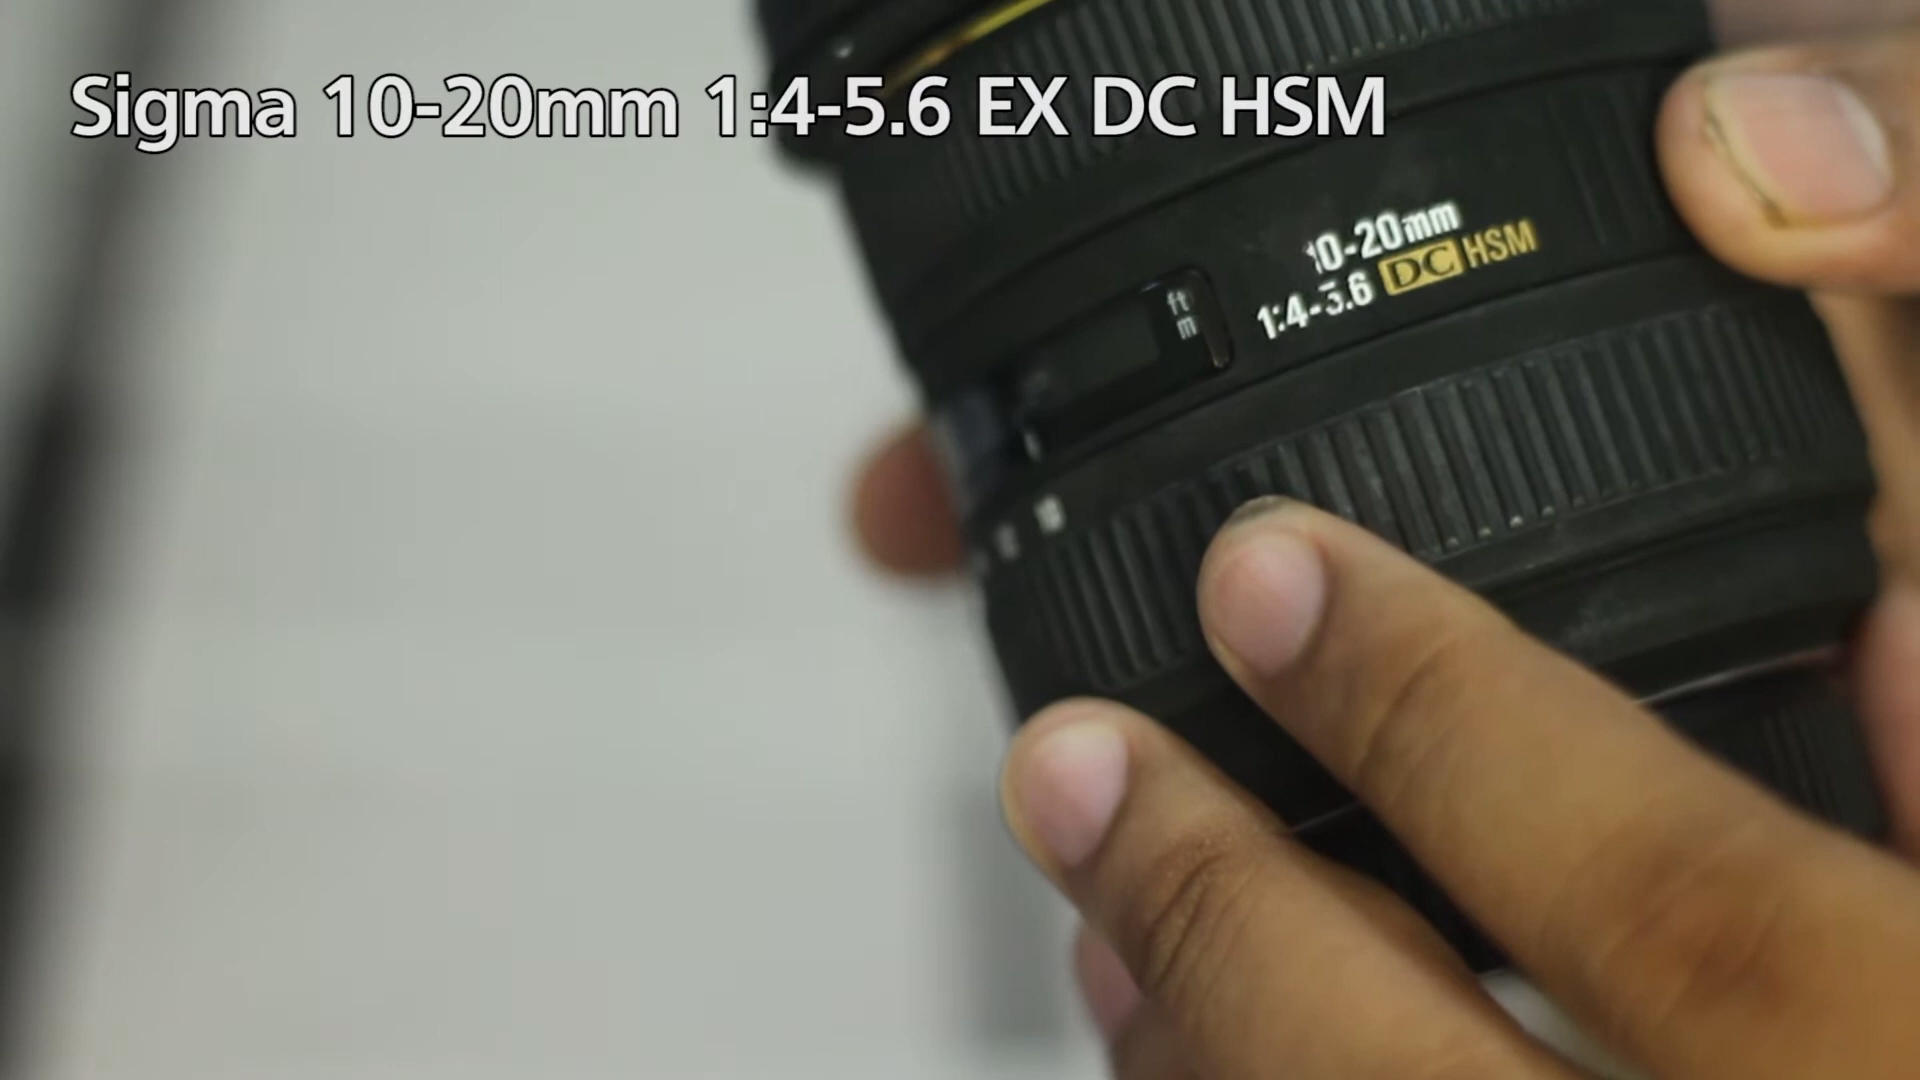 Sigma 10-20mm 1:4-5.6 EX DC HSM
10-20mm
1:4-5.6 DC HSM
ft
m